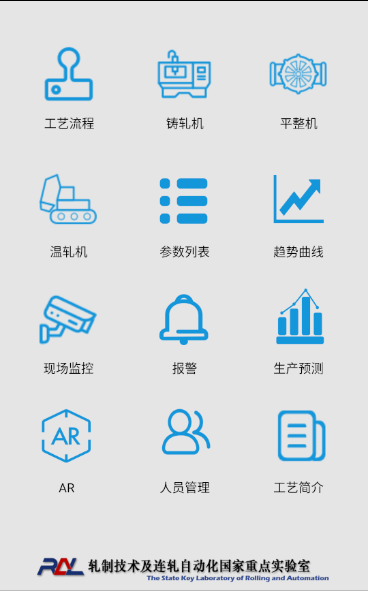 工艺流程 铸轧机 平整机
温轧机 参数列表 趋势曲线
现场监控 报警 生产预测
AR
AR 人员管理 工艺简介
RAL 轧制技术及连轧自动化国家重点实验室
The State Key Laboratory of Rolling and Automation